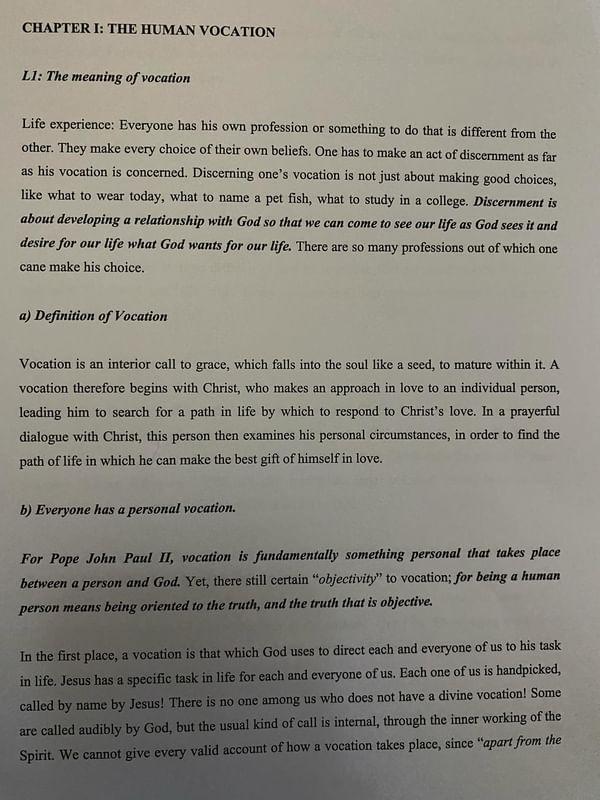 CHAPTER I: THE HUMAN VOCATION
L1: The meaning of vocation
Life experience: Everyone has his own profession or something to do that is different from the
other. They make every choice of their own beliefs. One has to make an act of discernment as far
as his vocation is concerned. Discerning one's vocation is not just about making good choices,
like what to wear today, what to name a pet fish, what to study in a college. Discernment is
about developing a relationship with God so that we can come to see our life as God sees it and
desire for our life what God wants for our life. There are so many professions out of which one
cane make his choice.
a) Definition of Vocation
Vocation is an interior call to grace, which falls into the soul like a seed, to mature within it. A
vocation therefore begins with Christ, who makes an approach in love to an individual person,
leading him to search for a path in life by which to respond to Christ's love. In a prayerful
dialogue with Christ, this person then examines his personal circumstances, in order to find the
path of life in which he can make the best gift of himself in love.
b) Everyone has a personal vocation.
For Pope John Paul II, vocation is fundamentally something personal that takes place
between a person and God. Yet, there still certain "objectivity" to vocation; for being a human
person means being oriented to the truth, and the truth that is objective.
In the first place, a vocation is that which God uses to direct each and everyone of us to his task
in life. Jesus has a specific task in life for each and everyone of us. Each one of us is handpicked,
called by name by Jesus! There is no one among us who does not have a divine vocation! Some
are called audibly by God, but the usual kind of call is internal, through the inner working of the
Spirit. We cannot give every valid account of how a vocation takes place, since "apart from the